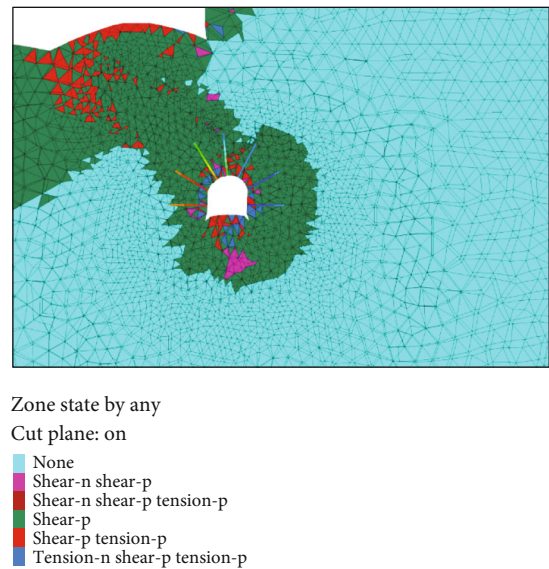 Zone state by any
Cut plane: on
None
Shear-n shear-p
Shear-n shear-p tension-p
Shear-p
Shear-p tension-p
Tension-n shear-p tension-p